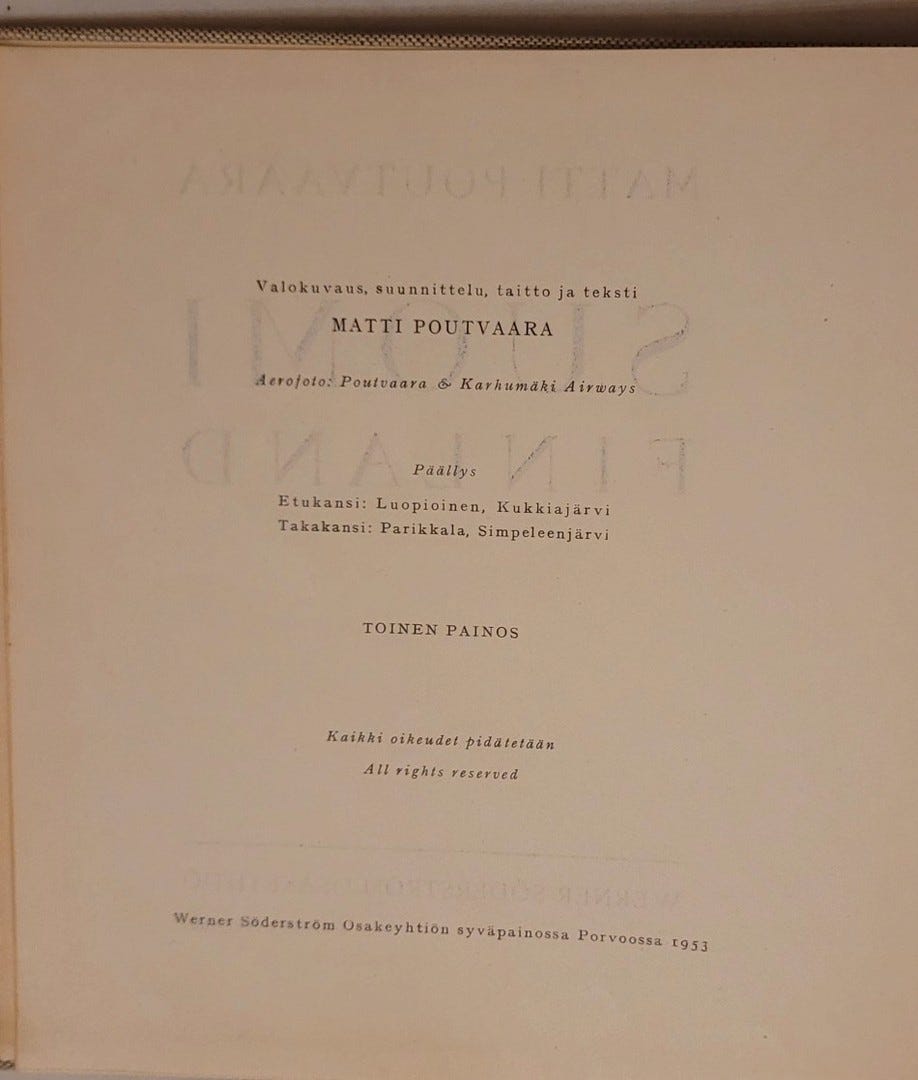 Valokuvaus, suunnittelu, taitto ja teksti
MATTI POUTVAARA
Aerofoto: Poutvaara & Karhumäki Airways
Päällys
Etukansi: Luopioinen, Kukkiajärvi
Takakansi: Parikkala, Simpeleenjärvi
TOINEN PAINOS
Kaikki oikeudet pidätetään
All rights reserved
Werner Söderström Osakeyhtiön syväpainossa Porvoossa 1953